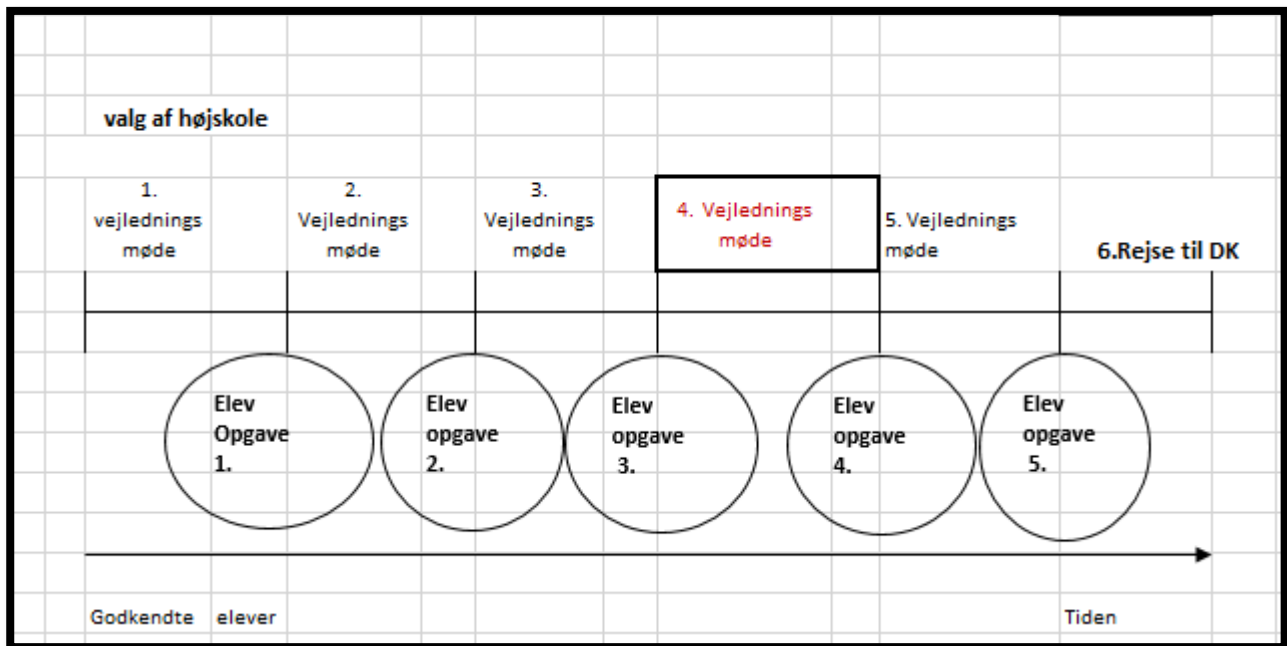 valg af højskole
1.
vejlednings
møde
2.
Vejlednings
møde
3.
Vejlednings
møde
4. Vejlednings
møde
5. Vejlednings
møde
6.Rejse til DK
Elev
Opgave
1.
Elev
opgave
2.
Elev
opgave
3.
Elev
opgave
4.
Elev
opgave
5.
Godkendte elever
Tiden